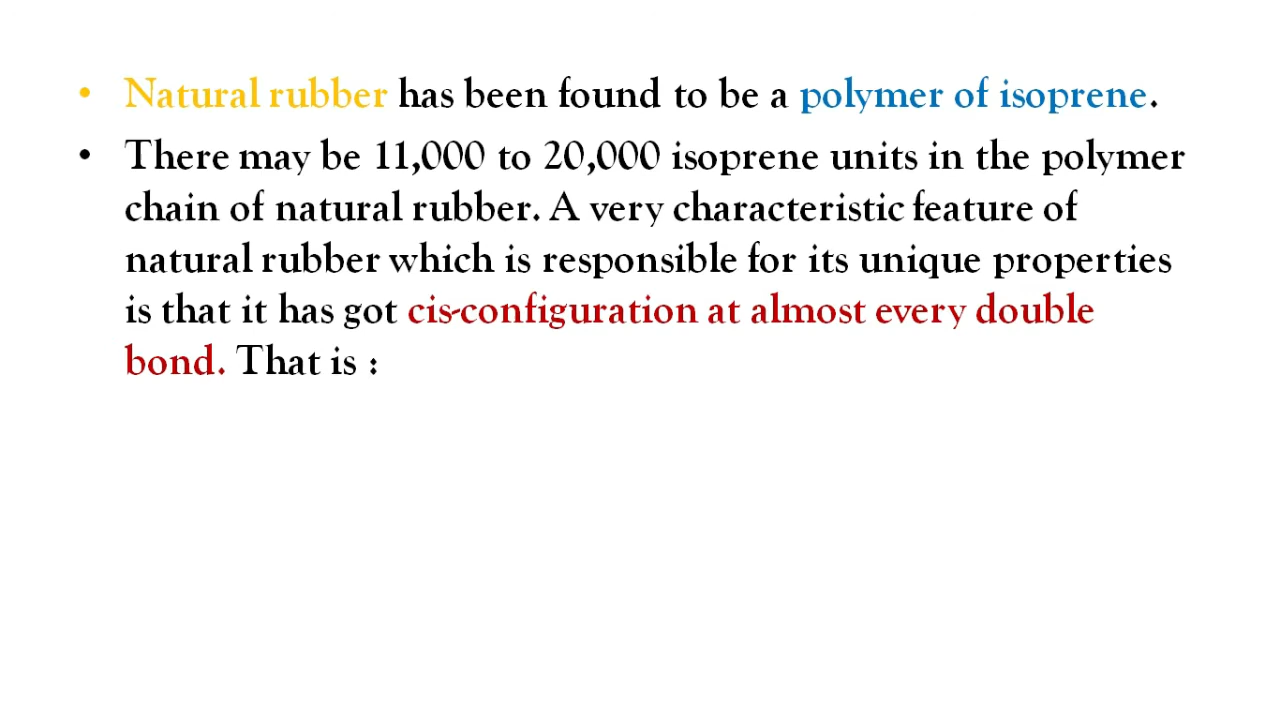 • Natural rubber has been found to be a polymer of isoprene.
• There may be 11,000 to 20,000 isoprene units in the polymer
chain of natural rubber. A very characteristic feature of
natural rubber which is responsible for its unique properties
is that it has got cis-configuration at almost every double
bond. That is :